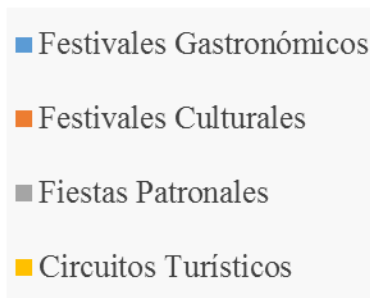 Festivales Gastronómicos
Festivales Culturales
Fiestas Patronales
Circuitos Turísticos